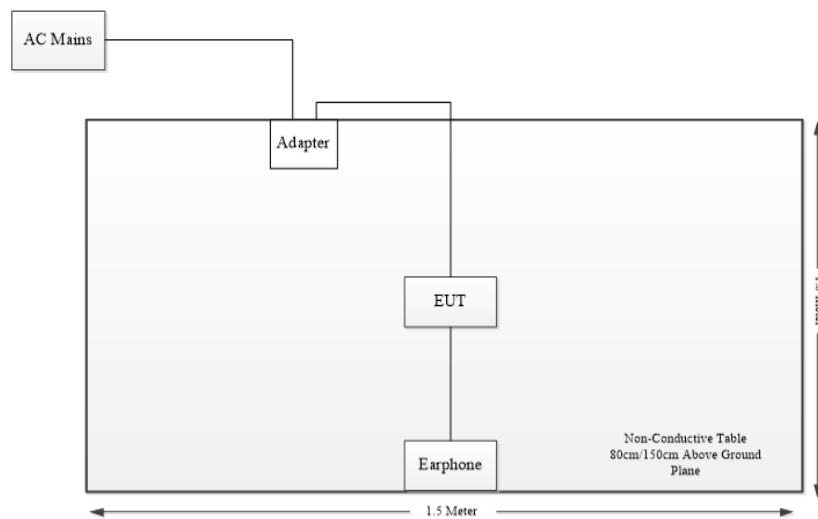 AC Mains
Adapter
EUT
Earphone
Non-Conductive Table
80cm/150cm Above Ground
Plane
1.5 Meter